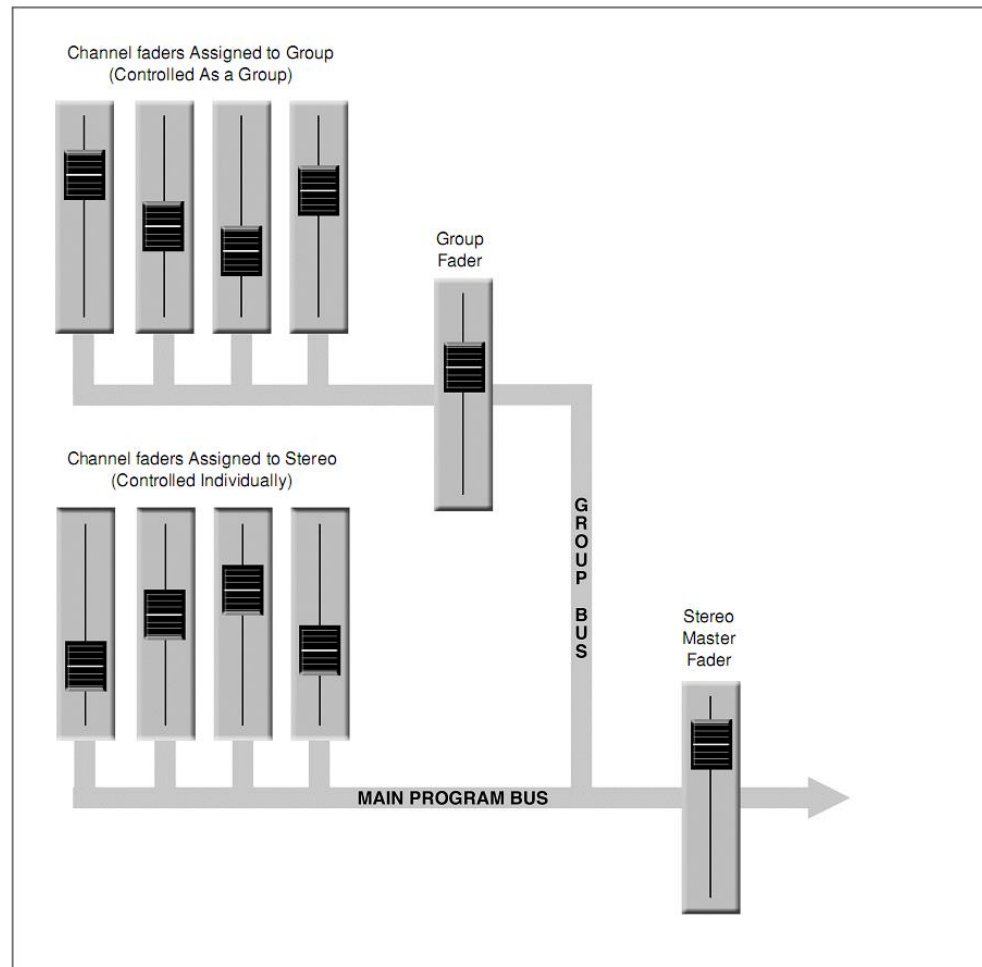 Channel faders Assigned to Group
(Controlled As a Group)
Group
Fader
Channel faders Assigned to Stereo
(Controlled Individually)
GROUP BUS
Stereo
Master
Fader
MAIN PROGRAM BUS